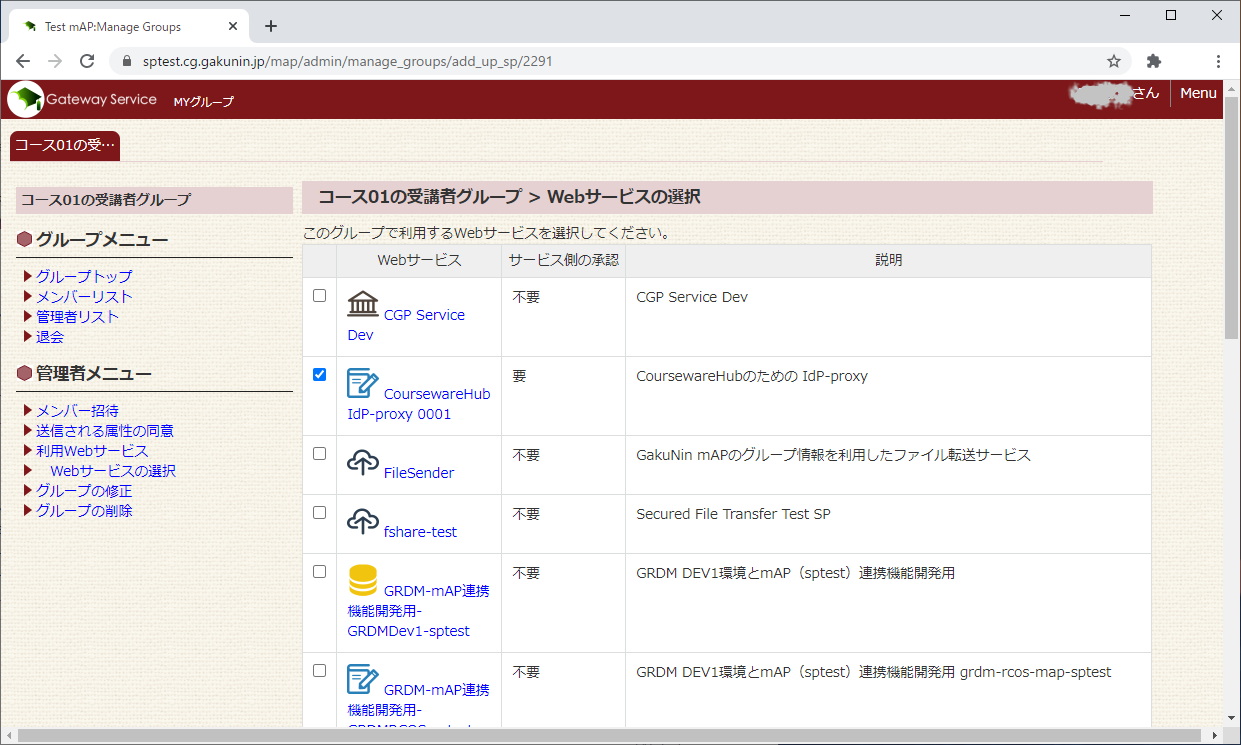 Test mAP:Manage Groups
sptest.cg.gakunin.jp/map/admin/manage_groups/add_up_sp/2291
Gateway Service MYグループ
さん Menu
コース01の受…
コース01の受講者グループ
グループメニュー
グループトップ
メンバーリスト
管理者リスト
退会
管理者メニュー
メンバー招待
送信される属性の同意
利用Webサービス
Webサービスの選択
グループの修正
グループの削除
コース01の受講者グループ > Webサービスの選択
このグループで利用するWebサービスを選択してください。
Webサービス サービス側の承認 説明
CGP Service
Dev
不要
CGP Service Dev
CoursewareHub
IdP-proxy 0001
要
CoursewareHubのための IdP-proxy
FileSender
不要
GakuNin mAPのグループ情報を利用したファイル転送サービス
fshare-test
不要
Secured File Transfer Test SP
GRDM-mAP連携
機能開発用-
GRDMDev1-sptest
不要
GRDM DEV1環境とmAP（sptest）連携機能開発用
GRDM-mAP連携
機能開発用-
不要
GRDM DEV1環境とmAP（sptest）連携機能開発用 grdm-rcos-map-sptest